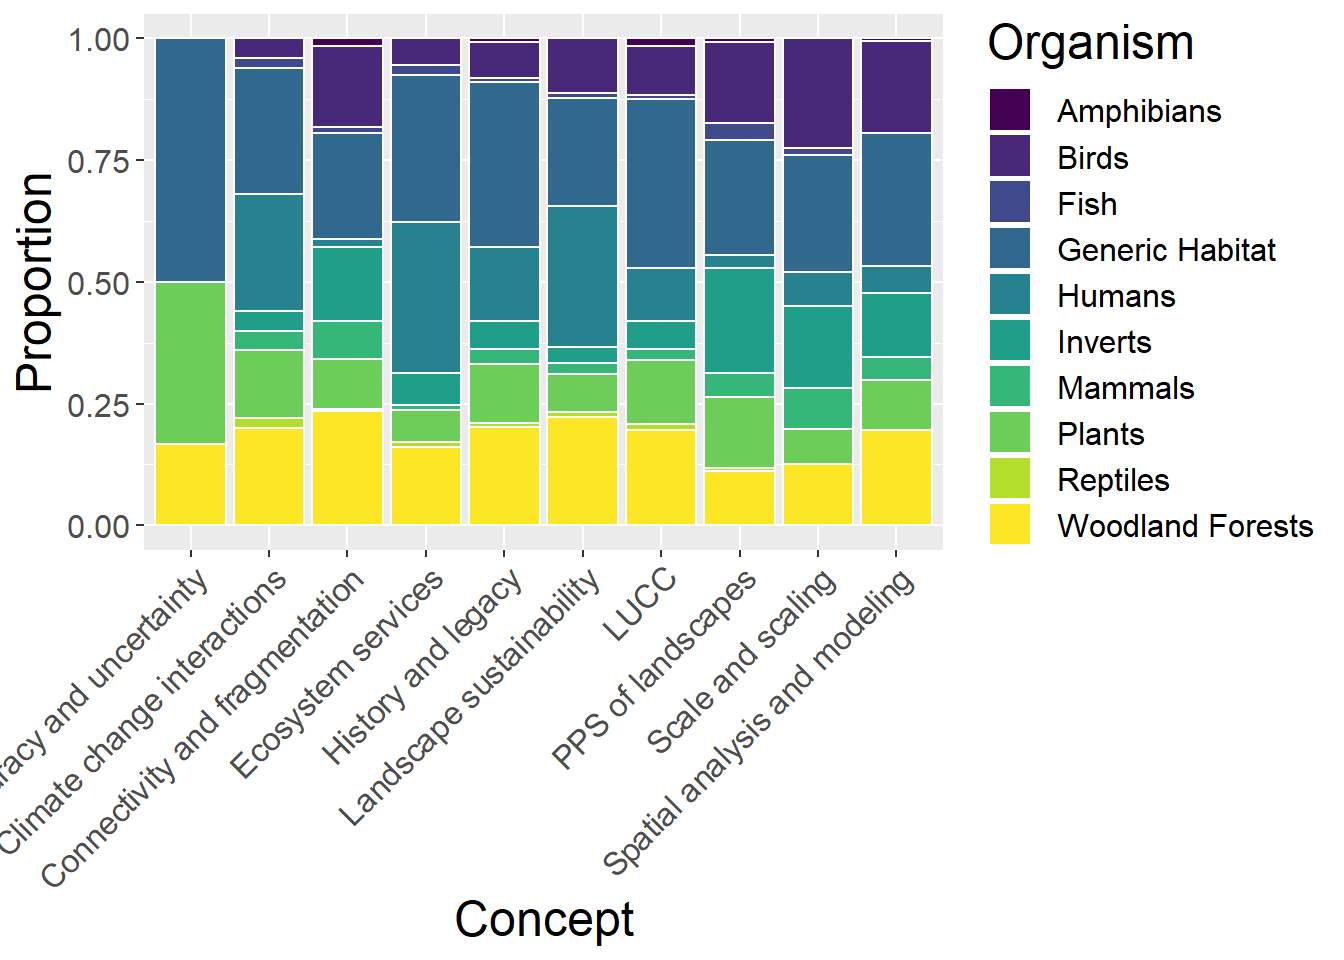 Organism
Amphibians
Birds
Fish
Generic Habitat
Humans
Inverts
Mammals
Plants
Reptiles
Woodland Forests
Proportion
1.00
0.75
0.50
0.25
0.00
and uncertainty
Climate change interactions
Connectivity and fragmentation
Ecosystem services
History and legacy
Landscape sustainability
LUCC
PPS of landscapes
Scale and scaling
Spatial analysis and modeling
Concept